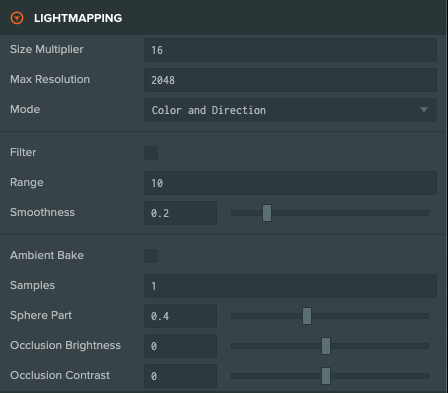 LIGHTMAPPING
Size Multiplier 16
Max Resolution 2048
Mode Color and Direction
Filter
Range 10
Smoothness 0.2
Ambient Bake
Samples 1
Sphere Part 0.4
Occlusion Brightness 0
Occlusion Contrast 0